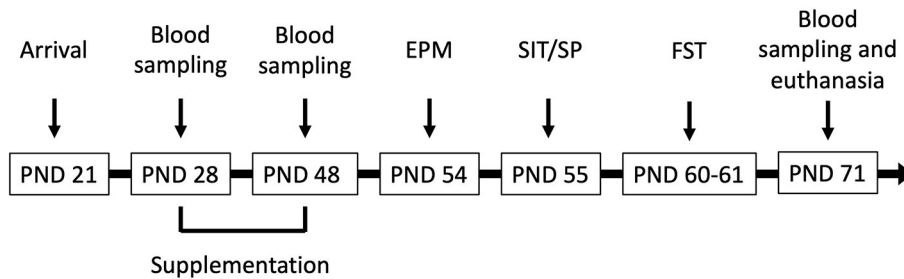 Arrival
Blood
sampling
Blood
sampling
EPM
SIT/SP
FST
Blood
sampling and
euthanasia
PND 21
PND 28
PND 48
PND 54
PND 55
PND 60-61
PND 71
Supplementation